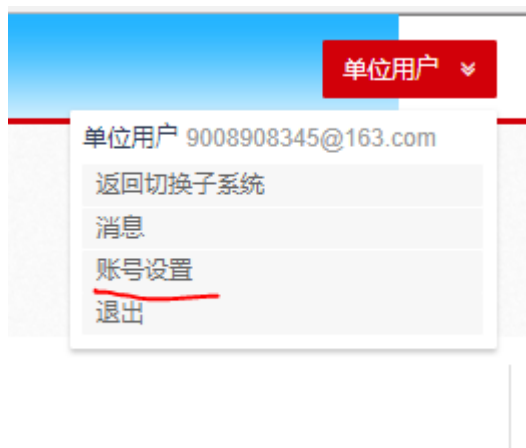 单位用户
单位用户 9008908345@163.com
返回切换子系统
消息
账号设置
退出